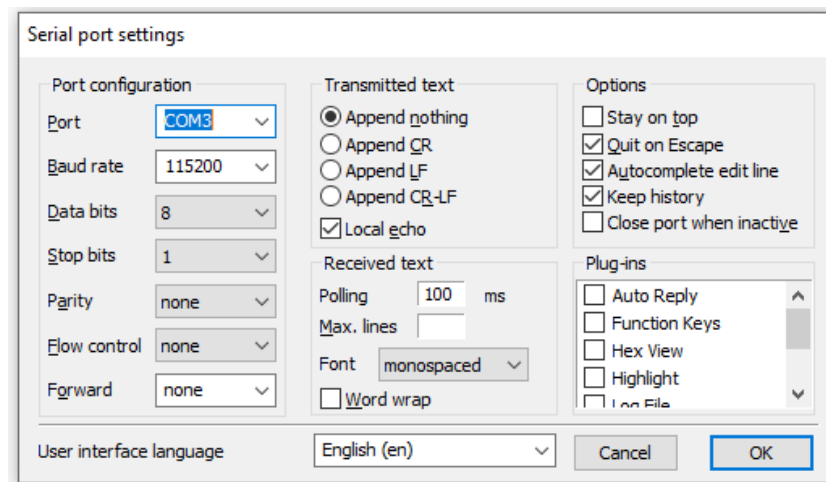 Serial port settings
Port configuration
Port COM3
Baud rate 115200
Data bits 8
Stop bits 1
Parity none
Flow control none
Forward none
Transmitted text
Append nothing
Append CR
Append LF
Append CR-LF
Local echo
Received text
Polling 100 ms
Max. lines
Font monospaced
Word wrap
Options
Stay on top
Quit on Escape
Autocomplete edit line
Keep history
Close port when inactive
Plug-ins
Auto Reply
Function Keys
Hex View
Highlight
Log File
User interface language English (en) Cancel OK